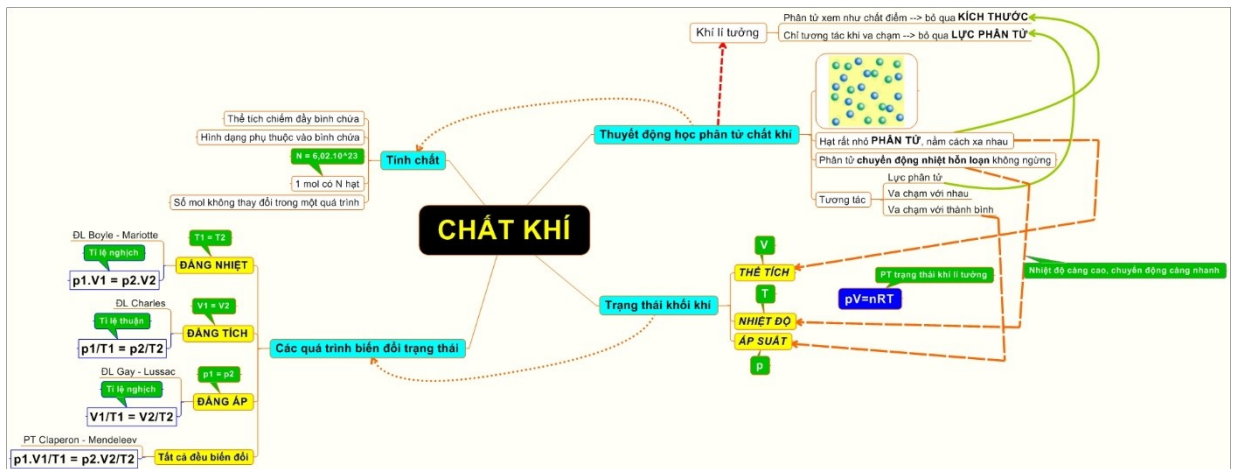 CHẤT KHÍ
Thuyết động học phân tử chất khí
Khí lí tưởng
Phân tử xem như chất điểm --> bỏ qua KÍCH THƯỚC
Chỉ tương tác khi va chạm --> bỏ qua LỰC PHÂN TỬ
Hạt rất nhỏ PHÂN TỬ, nằm cách xa nhau
Phân tử chuyển động nhiệt hỗn loạn không ngừng
Tương tác
Lực phân tử
Va chạm với nhau
Va chạm với thành bình
Trạng thái khối khí
V
THỂ TÍCH
T
NHIỆT ĐỘ
ÁP SUẤT
p
PT trạng thái khí lí tưởng
pV=nRT
Nhiệt độ càng cao, chuyển động càng nhanh
Tính chất
Thể tích chiếm đầy bình chứa
Hình dạng phụ thuộc vào bình chứa
N = 6,02.10^23
1 mol có N hạt
Số mol không thay đổi trong một quá trình
Các quá trình biến đổi trạng thái
T1 = T2
ĐẲNG NHIỆT
ĐL Boyle - Mariotte
Tỉ lệ nghịch
p1.V1 = p2.V2
V1 = V2
ĐẲNG TÍCH
ĐL Charles
Tỉ lệ thuận
p1/T1 = p2/T2
p1 = p2
ĐẲNG ÁP
ĐL Gay - Lussac
Tỉ lệ nghịch
V1/T1 = V2/T2
Tất cả đều biến đổi
PT Claperon - Mendeleev
p1.V1/T1 = p2.V2/T2